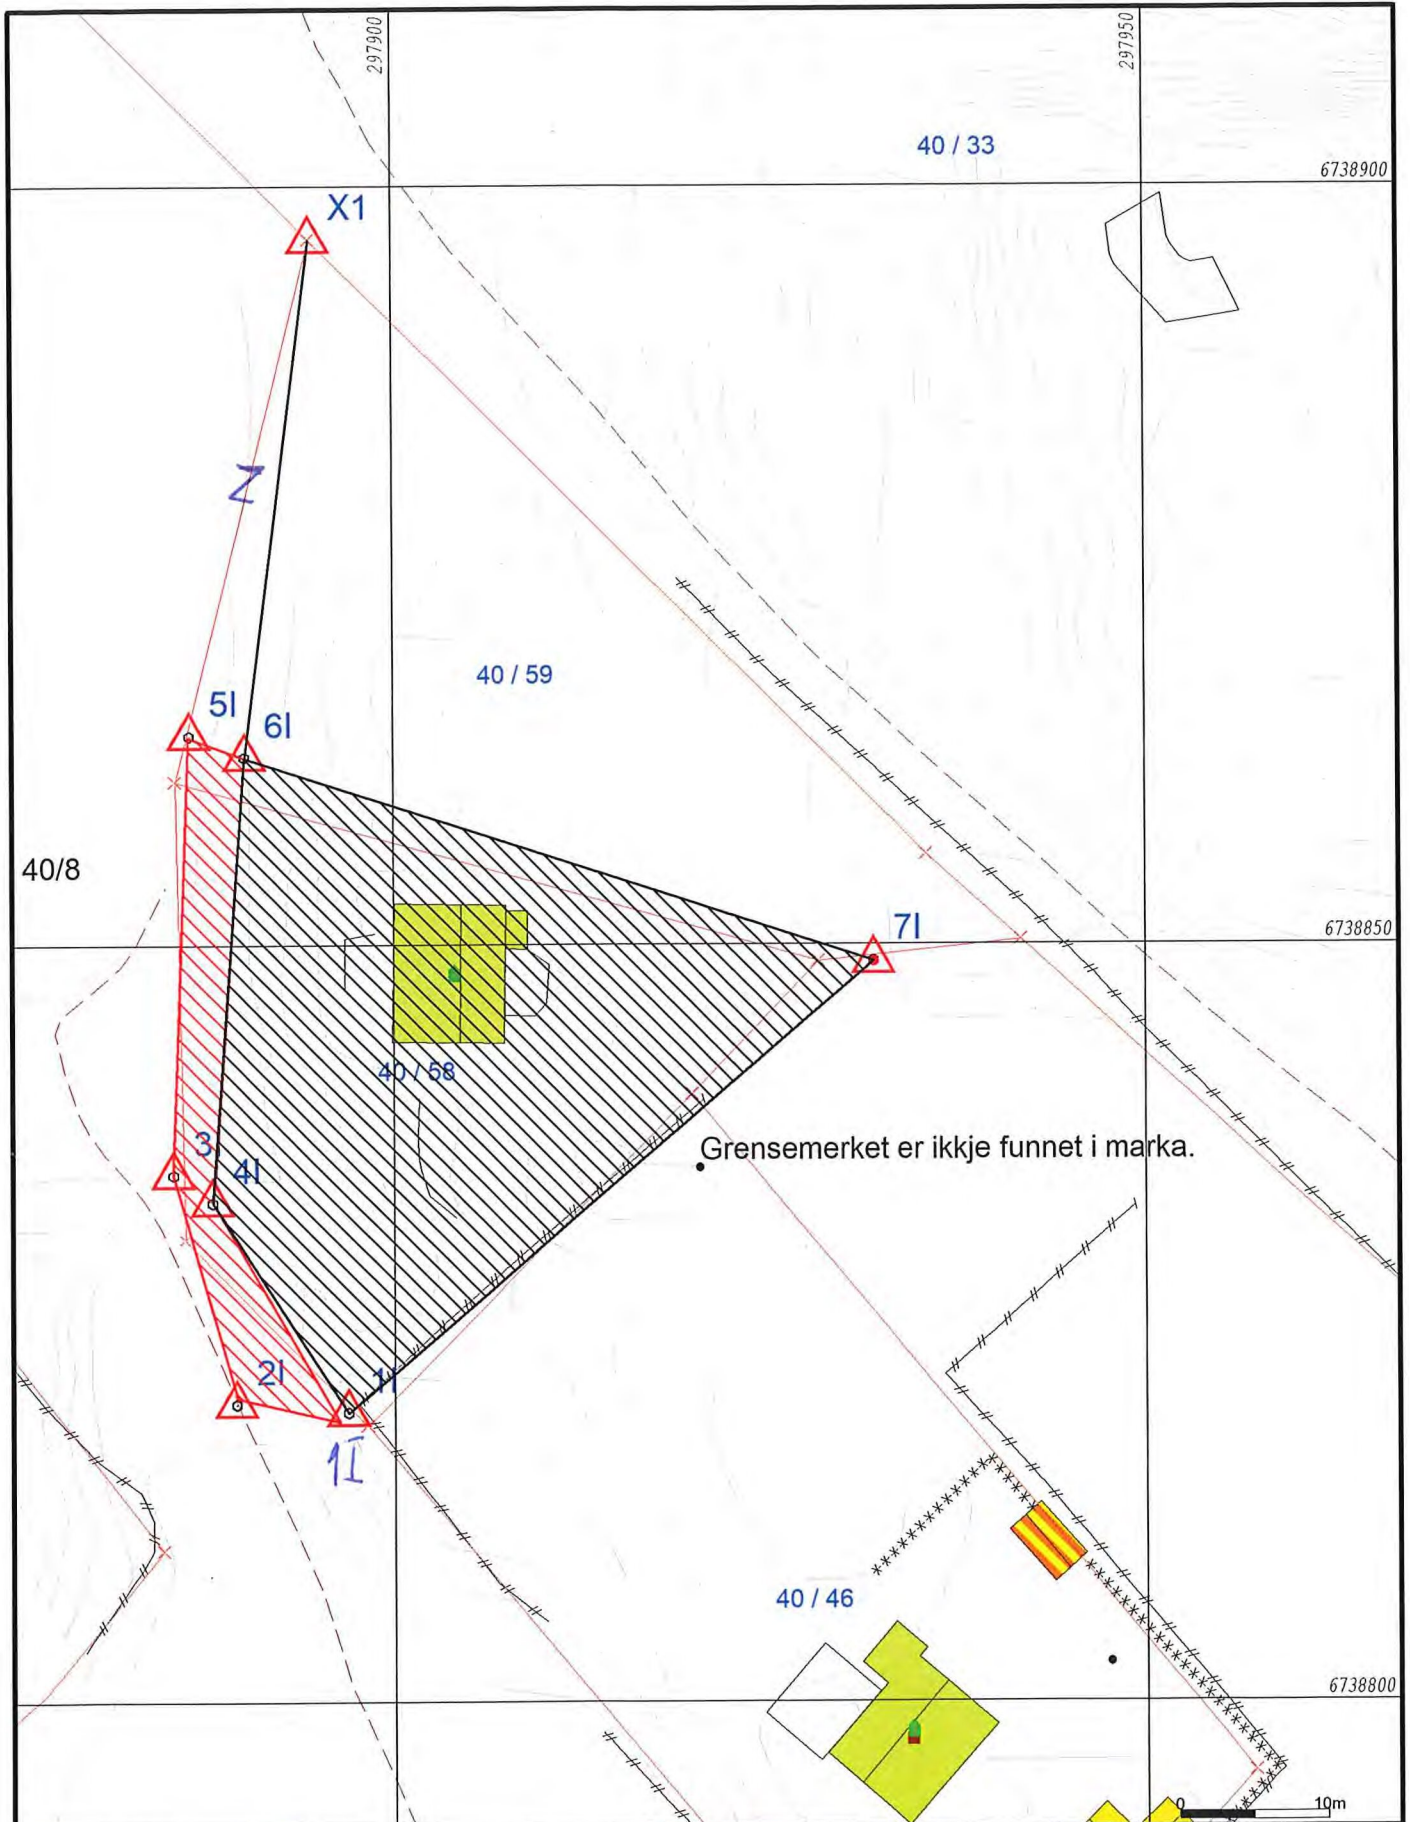 297900
297950
40 / 33
6738900
X1
Z
40 / 59
5I
6I
40/8
7I
6738850
40 / 58
3
4I
Grensemerket er ikkje funnet i marka.
2I
1I
1I
40 / 46
6738800
0 10m